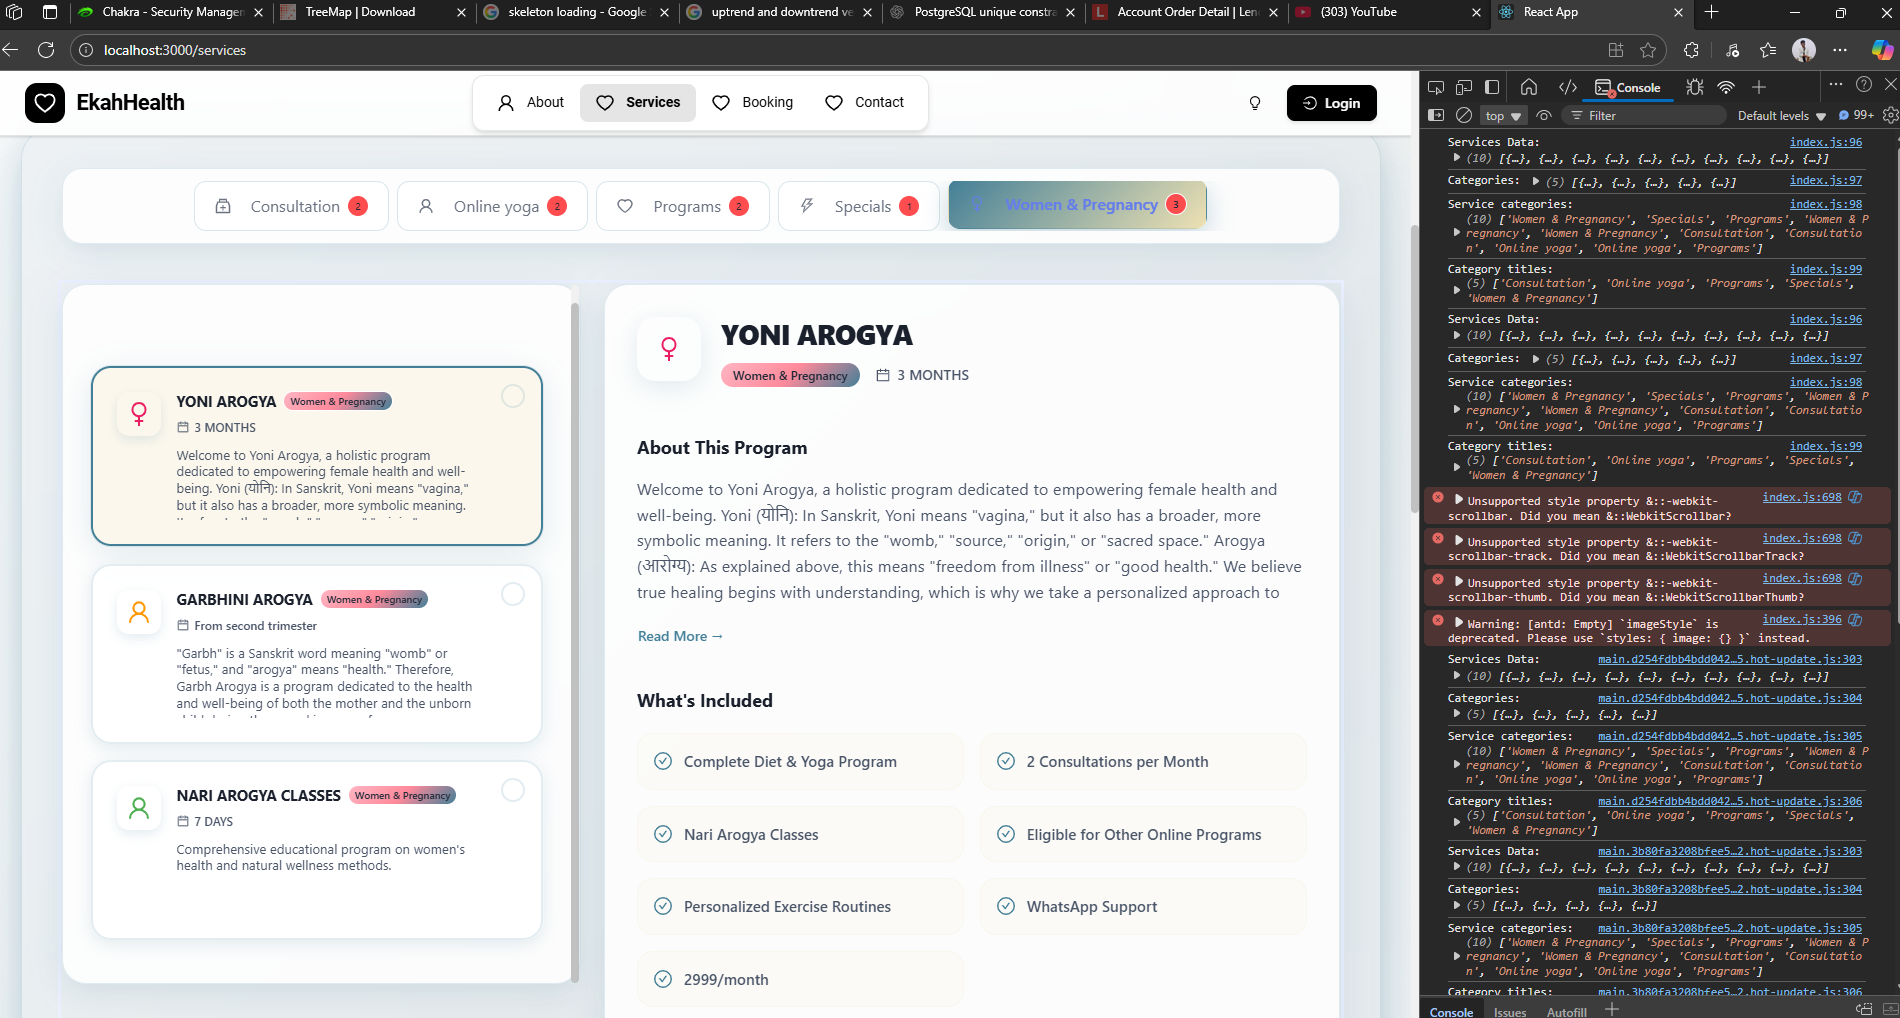 Chakra - Security Managem
TreeMap | Download
skeleton loading - Google
uptrend and downtrend ve
PostgreSQL unique constra
Account Order Detail | Len
(303) YouTube
React App
localhost:3000/services
EkahHealth
About
Services
Booking
Contact
Login
Consultation 2
Online yoga 2
Programs 2
Specials 1
Women & Pregnancy 3
YONI AROGYA Women & Pregnancy
3 MONTHS
Welcome to Yoni Arogya, a holistic program
dedicated to empowering female health and well-
being. Yoni (योनि): In Sanskrit, Yoni means "vagina,"
but it also has a broader, more symbolic meaning.
GARBHINI AROGYA Women & Pregnancy
From second trimester
"Garbh" is a Sanskrit word meaning "womb" or
"fetus," and "arogya" means "health." Therefore,
Garbh Arogya is a program dedicated to the health
and well-being of both the mother and the unborn
NARI AROGYA CLASSES Women & Pregnancy
7 DAYS
Comprehensive educational program on women's
health and natural wellness methods.
YONI AROGYA
Women & Pregnancy 3 MONTHS
About This Program
Welcome to Yoni Arogya, a holistic program dedicated to empowering female health and
well-being. Yoni (योनि): In Sanskrit, Yoni means "vagina," but it also has a broader, more
symbolic meaning. It refers to the "womb," "source," "origin," or "sacred space." Arogya
(आरोग्य): As explained above, this means "freedom from illness" or "good health." We believe
true healing begins with understanding, which is why we take a personalized approach to
Read More →
What's Included
Complete Diet & Yoga Program
2 Consultations per Month
Nari Arogya Classes
Eligible for Other Online Programs
Personalized Exercise Routines
WhatsApp Support
2999/month
Console
top
Filter
Default levels
99+
Services Data: index.js:96
(10) [{…}, {…}, {…}, {…}, {…}, {…}, {…}, {…}, {…}, {…}]
Categories: (5) [{…}, {…}, {…}, {…}, {…}] index.js:97
Service categories: index.js:98
(10) ['Women & Pregnancy', 'Specials', 'Programs', 'Women & P
regnancy', 'Women & Pregnancy', 'Consultation', 'Consultatio
n', 'Online yoga', 'Online yoga', 'Programs']
Category titles: index.js:99
(5) ['Consultation', 'Online yoga', 'Programs', 'Specials',
'Women & Pregnancy']
Services Data: index.js:96
(10) [{…}, {…}, {…}, {…}, {…}, {…}, {…}, {…}, {…}, {…}]
Categories: (5) [{…}, {…}, {…}, {…}, {…}] index.js:97
Service categories: index.js:98
(10) ['Women & Pregnancy', 'Specials', 'Programs', 'Women & P
regnancy', 'Women & Pregnancy', 'Consultation', 'Consultatio
n', 'Online yoga', 'Online yoga', 'Programs']
Category titles: index.js:99
(5) ['Consultation', 'Online yoga', 'Programs', 'Specials',
'Women & Pregnancy']
Unsupported style property &::-webkit- index.js:698
scrollbar. Did you mean &::WebkitScrollbar?
Unsupported style property &::-webkit- index.js:698
scrollbar-track. Did you mean &::WebkitScrollbarTrack?
Unsupported style property &::-webkit- index.js:698
scrollbar-thumb. Did you mean &::WebkitScrollbarThumb?
Warning: [antd: Empty] `imageStyle` is index.js:396
deprecated. Please use `styles: { image: {} }` instead.
Services Data: main.d254fdbb4bdd042…5.hot-update.js:303
(10) [{…}, {…}, {…}, {…}, {…}, {…}, {…}, {…}, {…}, {…}]
Categories: main.d254fdbb4bdd042…5.hot-update.js:304
(5) [{…}, {…}, {…}, {…}, {…}]
Service categories: main.d254fdbb4bdd042…5.hot-update.js:305
(10) ['Women & Pregnancy', 'Specials', 'Programs', 'Women & P
regnancy', 'Women & Pregnancy', 'Consultation', 'Consultatio
n', 'Online yoga', 'Online yoga', 'Programs']
Category titles: main.d254fdbb4bdd042…5.hot-update.js:306
(5) ['Consultation', 'Online yoga', 'Programs', 'Specials',
'Women & Pregnancy']
Services Data: main.3b80fa3208bfee5…2.hot-update.js:303
(10) [{…}, {…}, {…}, {…}, {…}, {…}, {…}, {…}, {…}, {…}]
Categories: main.3b80fa3208bfee5…2.hot-update.js:304
(5) [{…}, {…}, {…}, {…}, {…}]
Service categories: main.3b80fa3208bfee5…2.hot-update.js:305
(10) ['Women & Pregnancy', 'Specials', 'Programs', 'Women & P
regnancy', 'Women & Pregnancy', 'Consultation', 'Consultatio
n', 'Online yoga', 'Online yoga', 'Programs']
Category titles: main.3b80fa3208bfee5…2.hot-update.js:306
Console Issues Autofill